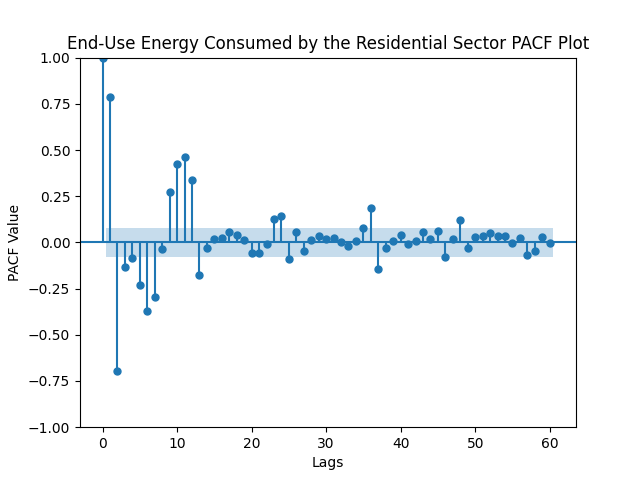 End-Use Energy Consumed by the Residential Sector PACF Plot
1.00
0.75
0.50
0.25
0.00
−0.25
−0.50
−0.75
−1.00
PACF Value
0 10 20 30 40 50 60
Lags